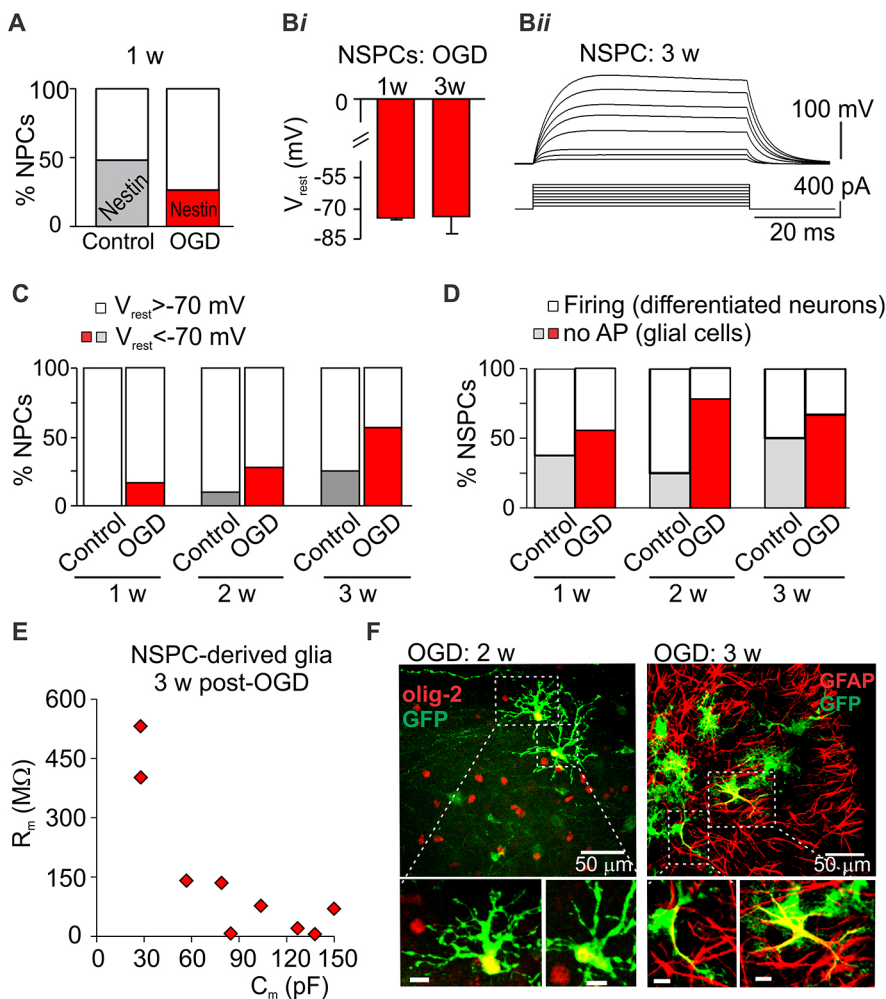 A
1 w
% NPCs
100
50
0
Nestin
Nestin
Control
OGD
Bi
NSPCs: OGD
1w 3w
0
Vrest (mV)
-55
-70
-85
Bii
NSPC: 3 w
100 mV
400 pA
20 ms
C
Vrest>-70 mV
Vrest<-70 mV
% NPCs
100
50
0
Control
OGD
Control
OGD
Control
OGD
1 w
2 w
3 w
D
Firing (differentiated neurons)
no AP (glial cells)
% NSPCs
100
50
0
Control
OGD
Control
OGD
Control
OGD
1 w
2 w
3 w
E
NSPC-derived glia
3 w post-OGD
Rm (MΩ)
600
450
300
150
0
0 30 60 90 120 150
Cm (pF)
F
OGD: 2 w
olig-2
GFP
50 μm
OGD: 3 w
GFAP
GFP
50 μm